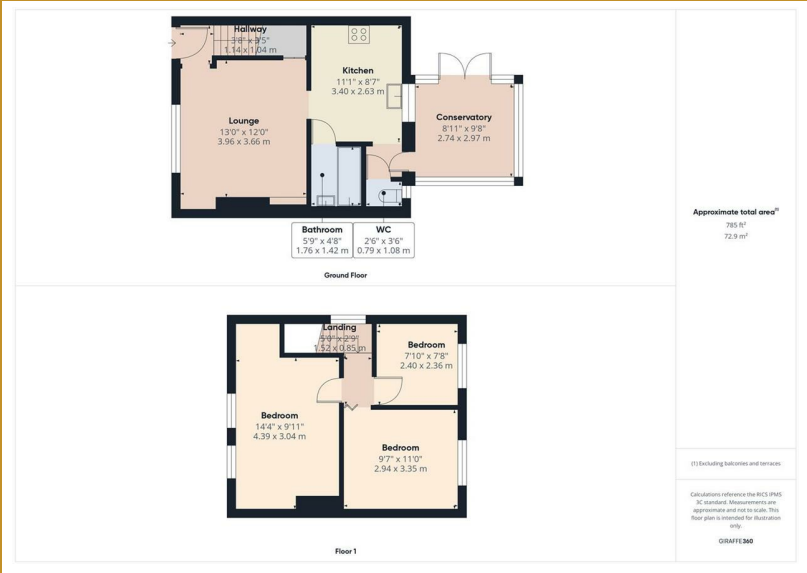 Hallway
3'8" x 3'5"
1.14 x 1.04 m
Kitchen
11'1" x 8'7"
3.40 x 2.63 m
Lounge
13'0" x 12'0"
3.96 x 3.66 m
Conservatory
8'11" x 9'8"
2.74 x 2.97 m
Bathroom
5'9" x 4'8"
1.76 x 1.42 m
WC
2'6" x 3'6"
0.79 x 1.08 m
Ground Floor
Landing
5'0" x 2'9"
1.52 x 0.85 m
Bedroom
7'10" x 7'8"
2.40 x 2.36 m
Bedroom
14'4" x 9'11"
4.39 x 3.04 m
Bedroom
9'7" x 11'0"
2.94 x 3.35 m
Floor 1
Approximate total area(1)
785 ft²
72.9 m²
(1) Excluding balconies and terraces
Calculations reference the RICS IPMS
3C standard. Measurements are
approximate and not to scale. This
floor plan is intended for illustration
only.
GIRAFFE360